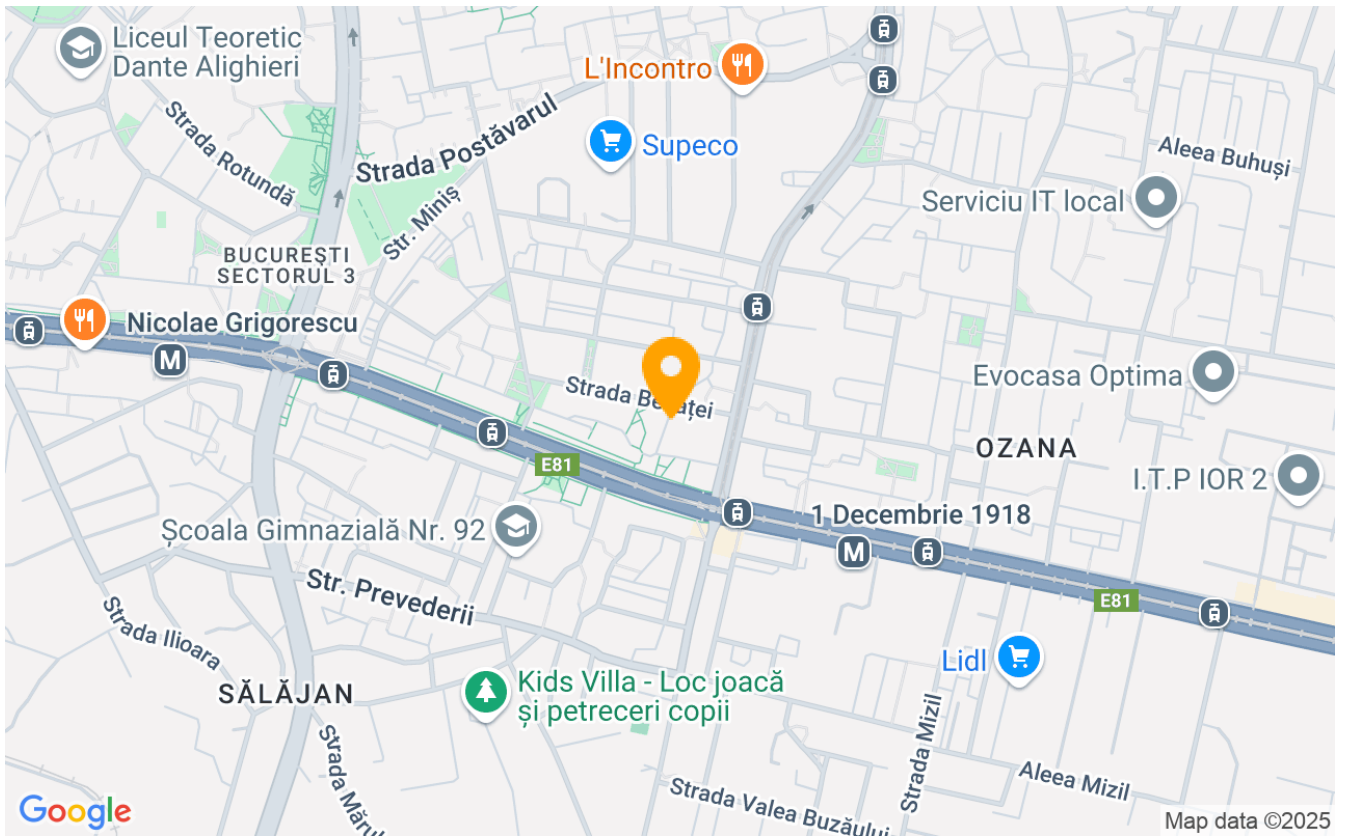 Liceul Teoretic
Dante Alighieri
L'Incontro
Strada Rotundă
Strada Postăvarul
Supeco
Aleea Buhuși
Str. Miniș
Serviciu IT local
BUCUREȘTI
SECTORUL 3
Nicolae Grigorescu
M
Evocasa Optima
Strada
OZANA
E81
I.T.P IOR 2
Școala Gimnazială Nr. 92
1 Decembrie 1918
M
Str. Prevederii
E81
Strada Ilioara
Lidl
SĂLĂJAN
Kids Villa - Loc joacă
și petreceri copii
Strada Mizil
Aleea Mizil
Strada
Strada Valea Buzăului
Google
Map data ©2025